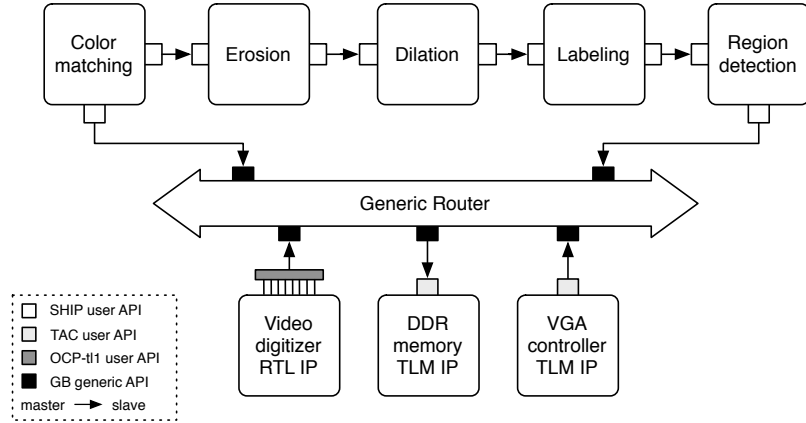 Color
matching
Erosion
Dilation
Labeling
Region
detection
Generic Router
Video
digitizer
RTL IP
DDR
memory
TLM IP
VGA
controller
TLM IP
SHIP user API
TAC user API
OCP-tl1 user API
GB generic API
master slave